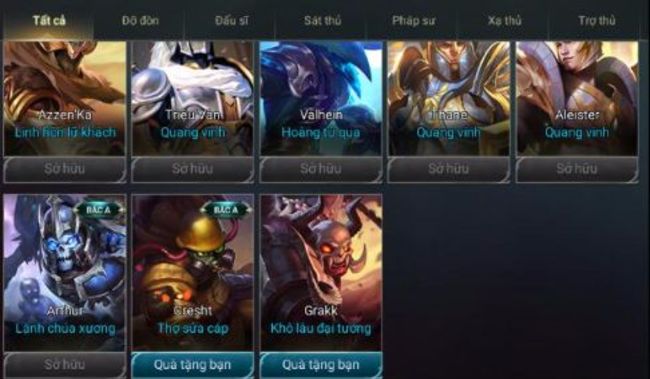 Tất cả Đỡ đòn Đấu sĩ Sát thủ Pháp sư Xạ thủ Trợ thủ
Azzen'Ka Triệu Vân Valhein Thane Aleister
Linh hồn lữ khách Quang vinh Hoàng tử quạ Quang vinh Quang vinh
Sở hữu Sở hữu Sở hữu Sở hữu Sở hữu
BẬC A BẬC A
Arthur Cresht Grakk
Lãnh chúa xương Thợ sửa cáp Khô lâu đại tướng
Sở hữu Quà tặng bạn Quà tặng bạn